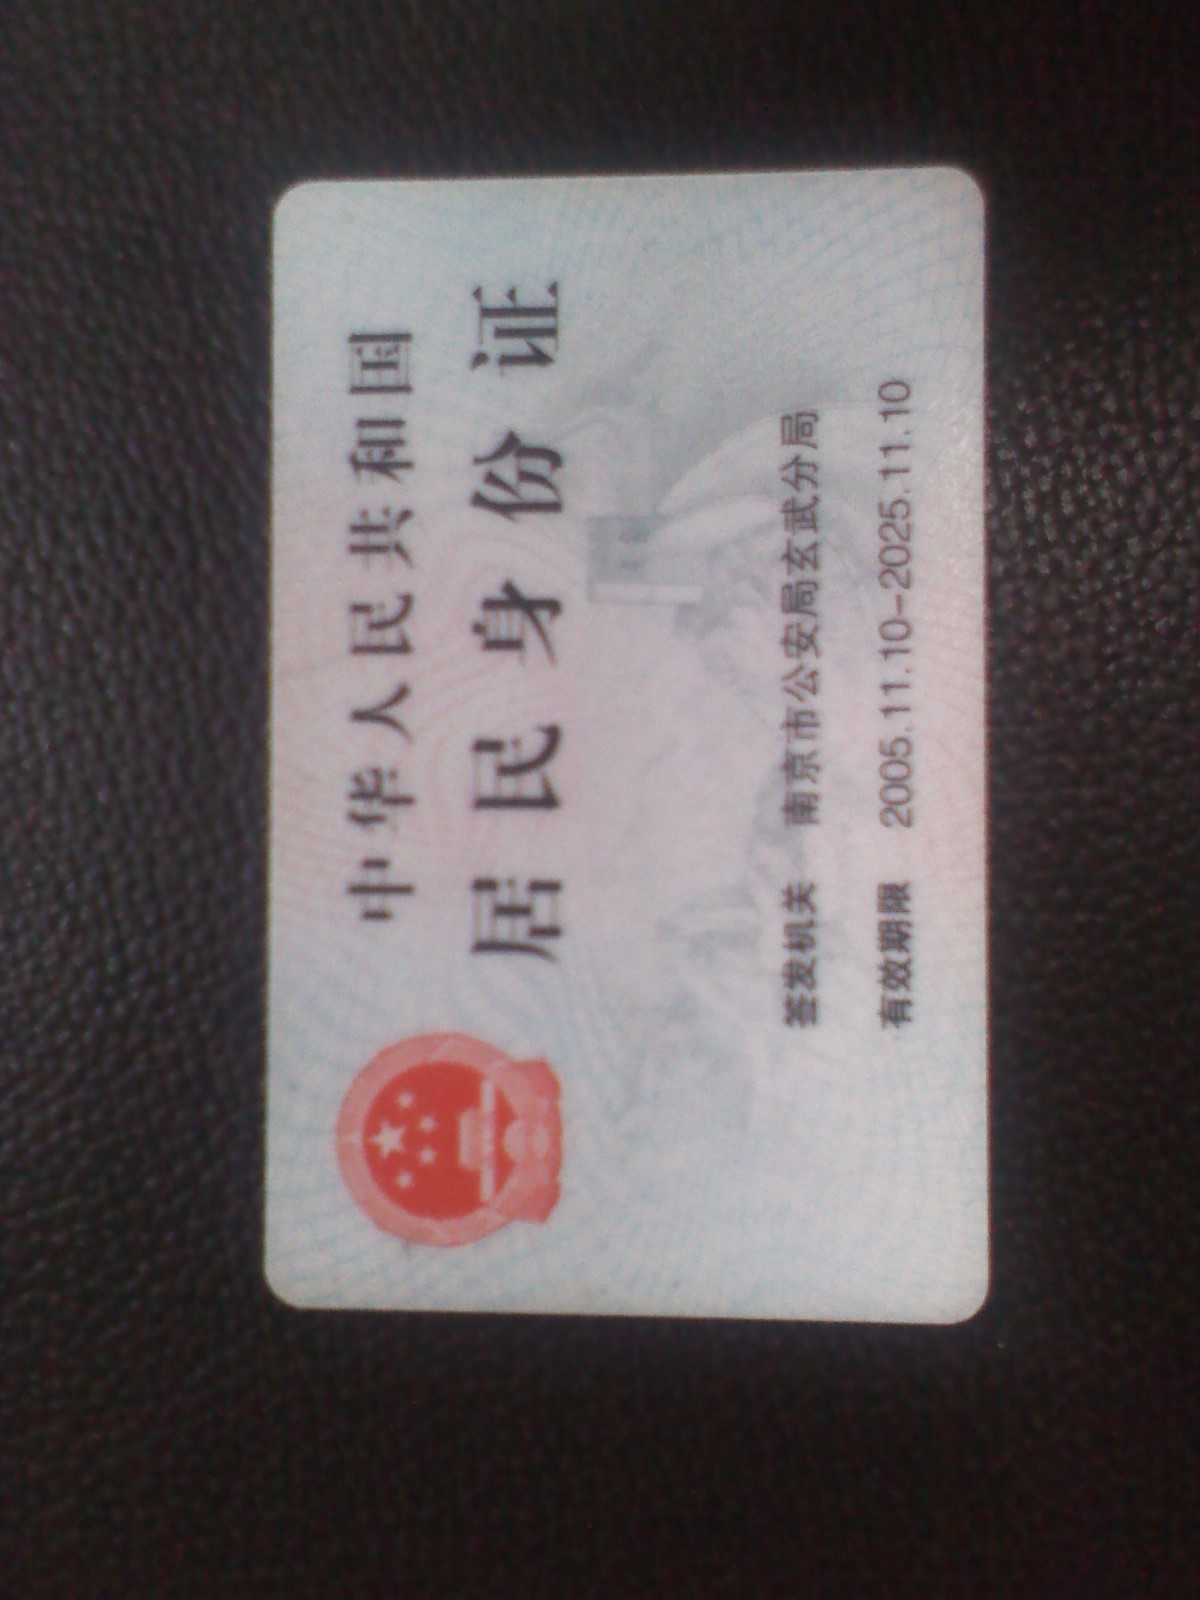 中华人民共和国
居民身份证
签发机关 南京市公安局玄武分局
有效期限 2005.11.10-2025.11.10